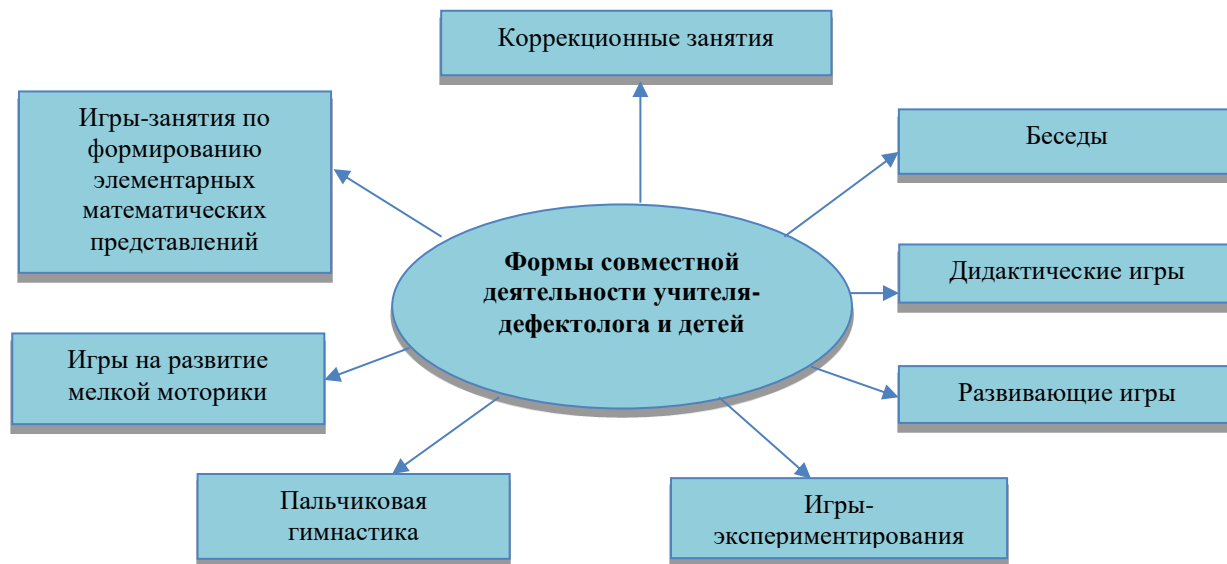 Коррекционные занятия
Игры-занятия по
формированию
элементарных
математических
представлений
Беседы
Формы совместной
деятельности учителя-
дефектолога и детей
Дидактические игры
Игры на развитие
мелкой моторики
Развивающие игры
Пальчиковая
гимнастика
Игры-
экспериментирования